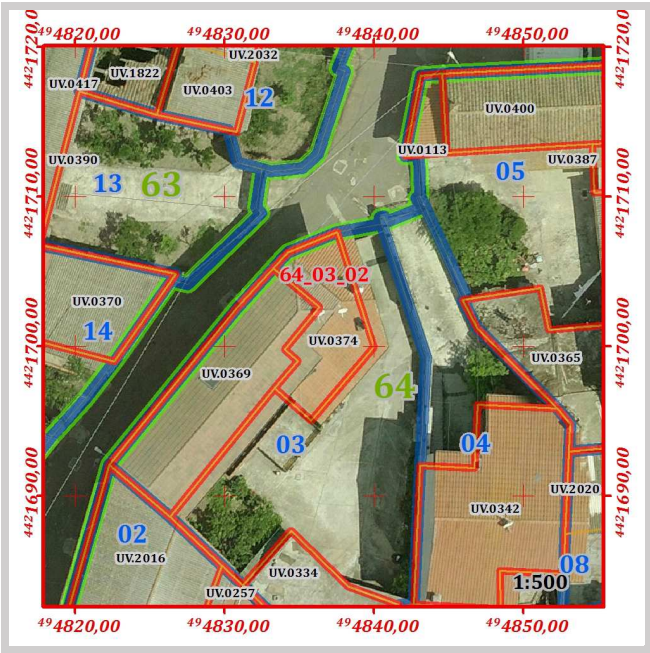 ⁴⁹4820,00 ⁴⁹4830,00 ⁴⁹4840,00 ⁴⁹4850,00
⁴⁴²1720,00
⁴⁴²1720,00
UV.2032
UV.1822
UV.0417
UV.0403
12
UV.0400
UV.0113
UV.0390
UV.0387
05
13
63
⁴⁴²1710,00
⁴⁴²1710,00
64_03_02
UV.0370
14
UV.0374
UV.0369
UV.0365
⁴⁴²1700,00
⁴⁴²1700,00
64
03
04
UV.2020
UV.0342
⁴⁴²1690,00
⁴⁴²1690,00
02
UV.2016
UV.0334
08
1:500
UV.0257
⁴⁹4820,00 ⁴⁹4830,00 ⁴⁹4840,00 ⁴⁹4850,00